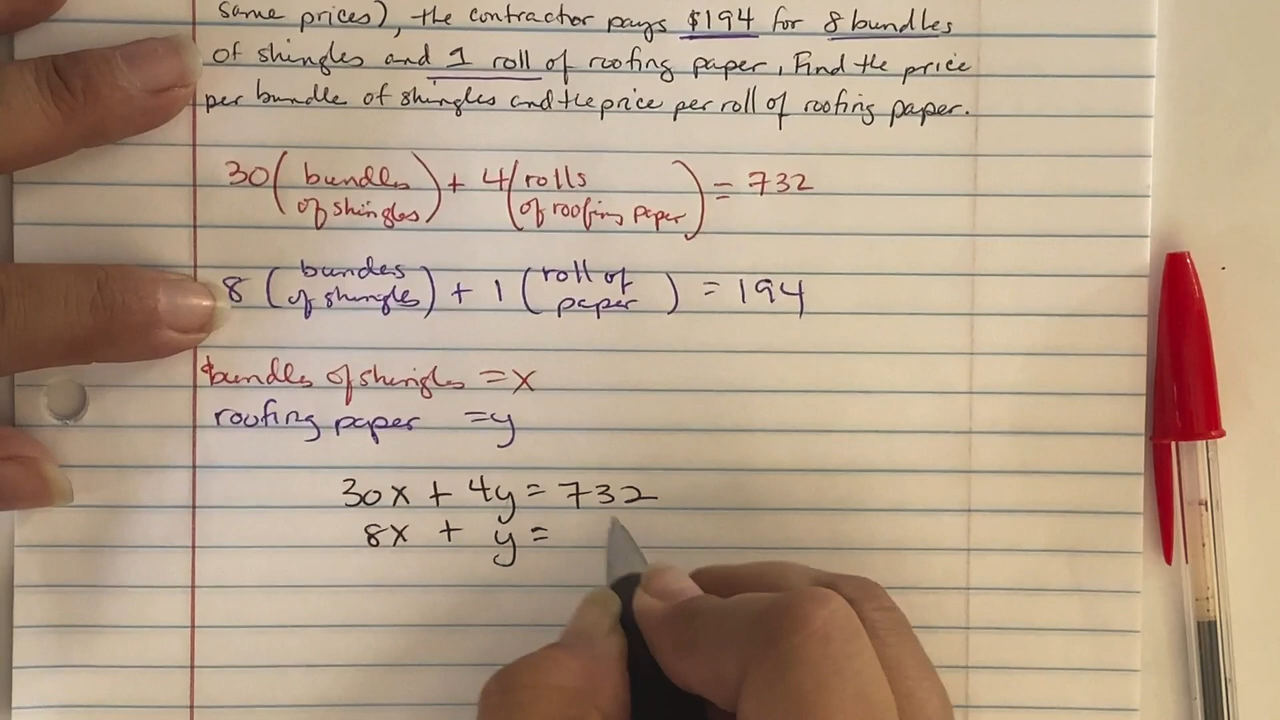 same prices), the contractor pays $194 for 8 bundles
of shingles and 1 roll of roofing paper, Find the price
per bundle of shingles and the price per roll of roofing paper.
30 (bundles of shingles) + 4 (rolls of roofing paper) = 732
8 (bundes of shingles) + 1 (roll of paper) = 194
bundles of shingles = x
roofing paper = y
30x + 4y = 732
8x + y =